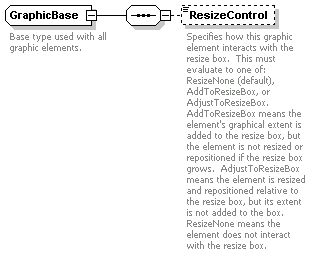 GraphicBase
ResizeControl
Base type used with all
graphic elements.
Specifies how this graphic
element interacts with the
resize box.  This must
evaluate to one of:
ResizeNone (default),
AddToResizeBox, or
AdjustToResizeBox.
AddToResizeBox means the
element's graphical extent is
added to the resize box, but
the element is not resized or
repositioned if the resize box
grows.  AdjustToResizeBox
means the element is resized
and repositioned relative to
the resize box, but its extent
is not added to the box.
ResizeNone means the
element does not interact
with the resize box.